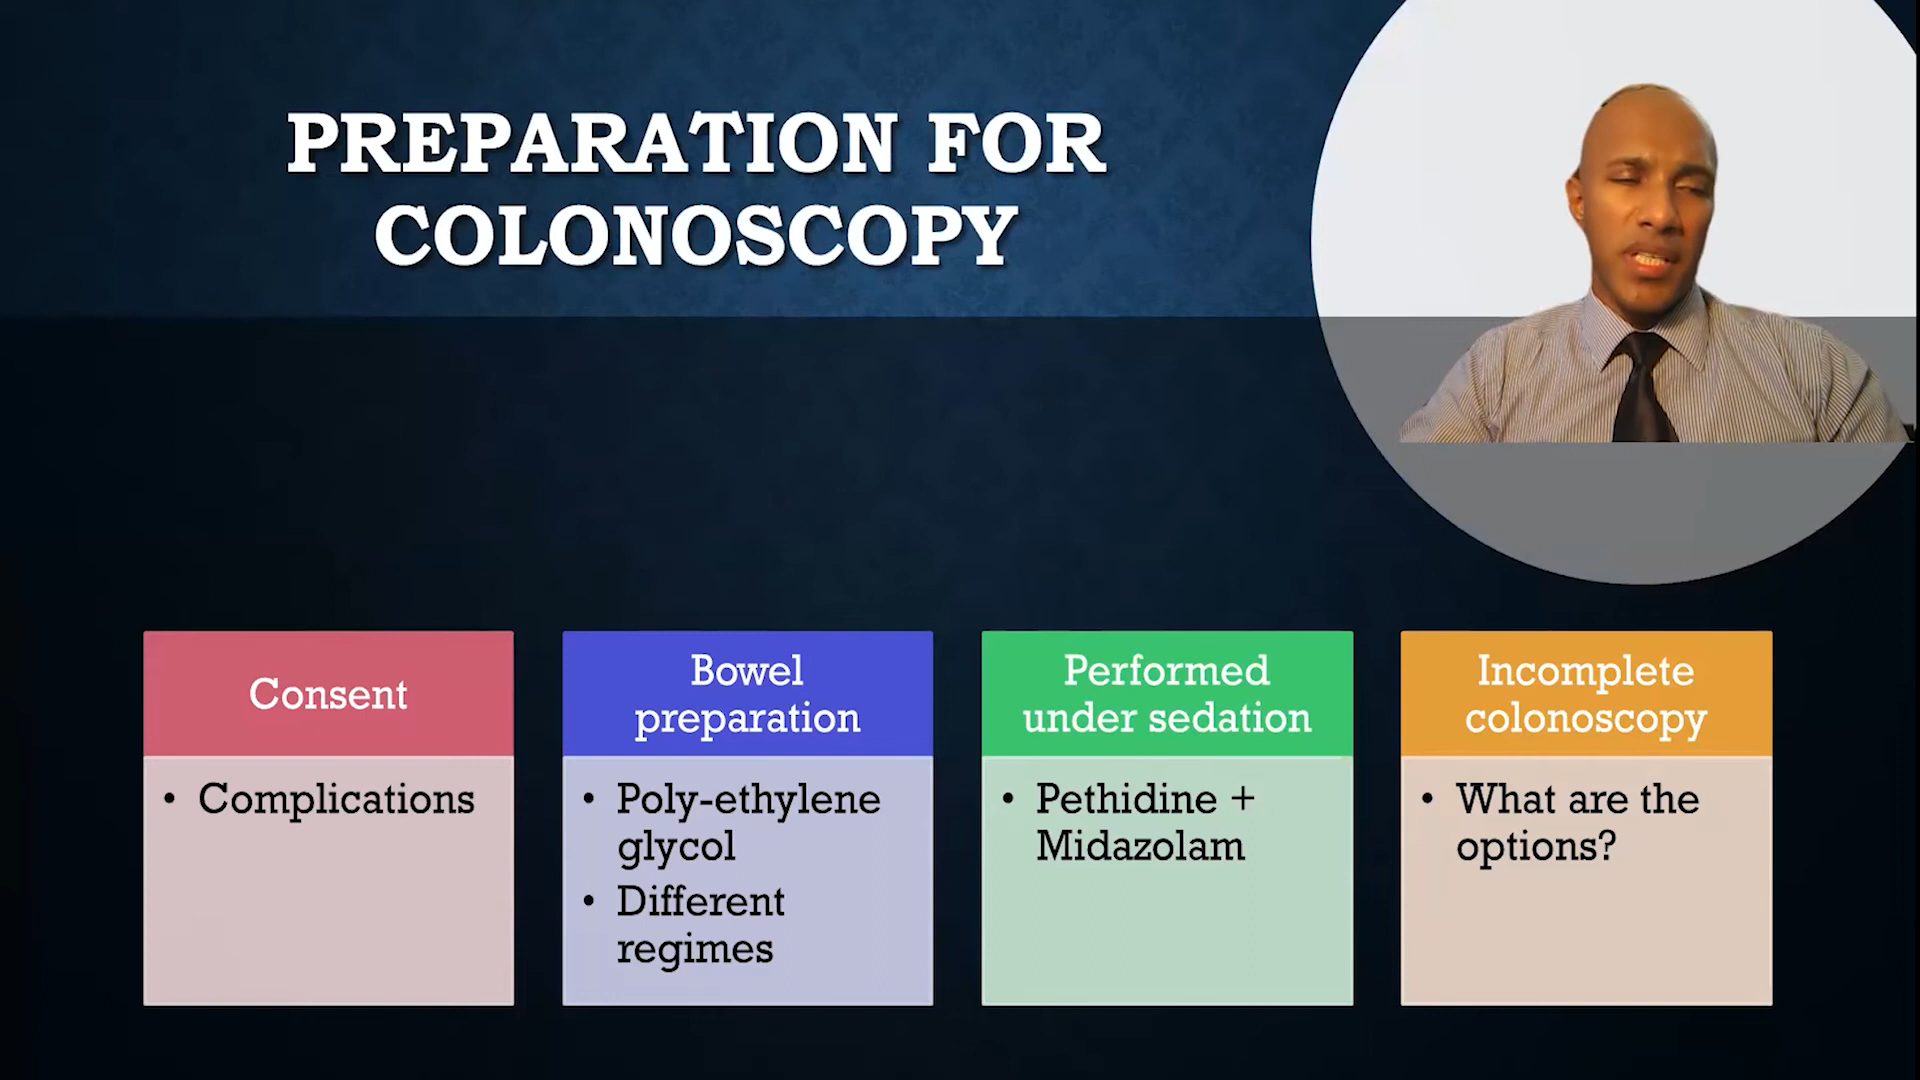 PREPARATION FOR
COLONOSCOPY
Consent
• Complications
Bowel
preparation
• Poly-ethylene
glycol
• Different
regimes
Performed
under sedation
• Pethidine +
Midazolam
Incomplete
colonoscopy
• What are the
options?